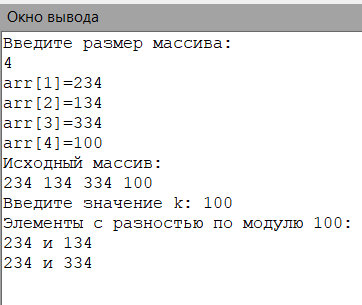 Окно вывода
Введите размер массива:
4
arr[1]=234
arr[2]=134
arr[3]=334
arr[4]=100
Исходный массив:
234 134 334 100
Введите значение k: 100
Элементы с разностью по модулю 100:
234 и 134
234 и 334